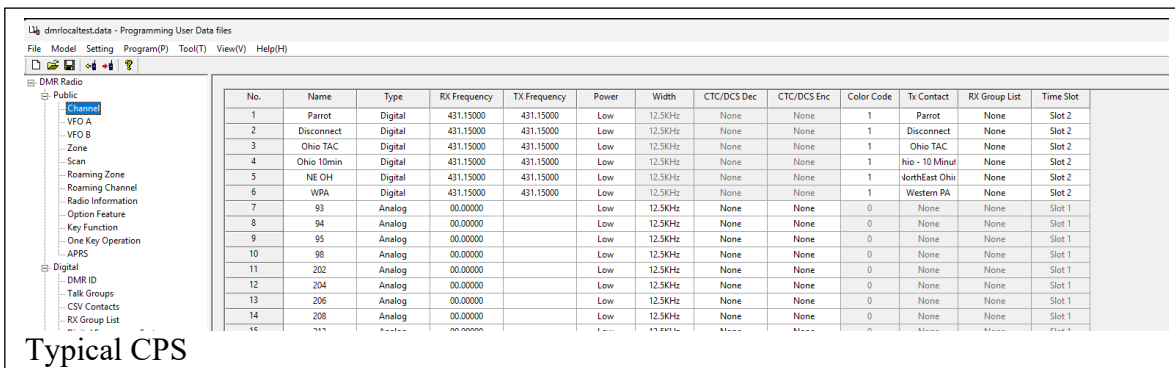 dmrlocaltest.data - Programming User Data files
File Model Setting Program(P) Tool(T) View(V) Help(H)
DMR Radio
Public
Channel
VFO A
VFO B
Zone
Scan
Roaming Zone
Roaming Channel
Radio Information
Option Feature
Key Function
One Key Operation
APRS
Digital
DMR ID
Talk Groups
CSV Contacts
RX Group List
No. Name Type RX Frequency TX Frequency Power Width CTC/DCS Dec CTC/DCS Enc Color Code Tx Contact RX Group List Time Slot
1 Parrot Digital 431.15000 431.15000 Low 12.5KHz None None 1 Parrot None Slot 2
2 Disconnect Digital 431.15000 431.15000 Low 12.5KHz None None 1 Disconnect None Slot 2
3 Ohio TAC Digital 431.15000 431.15000 Low 12.5KHz None None 1 Ohio TAC None Slot 2
4 Ohio 10min Digital 431.15000 431.15000 Low 12.5KHz None None 1 hio - 10 Minut None Slot 2
5 NE OH Digital 431.15000 431.15000 Low 12.5KHz None None 1 NorthEast Ohio None Slot 2
6 WPA Digital 431.15000 431.15000 Low 12.5KHz None None 1 Western PA None Slot 2
7 93 Analog 00.00000 Low 12.5KHz None None 0 None None Slot 1
8 94 Analog 00.00000 Low 12.5KHz None None 0 None None Slot 1
9 95 Analog 00.00000 Low 12.5KHz None None 0 None None Slot 1
10 98 Analog 00.00000 Low 12.5KHz None None 0 None None Slot 1
11 202 Analog 00.00000 Low 12.5KHz None None 0 None None Slot 1
12 204 Analog 00.00000 Low 12.5KHz None None 0 None None Slot 1
13 206 Analog 00.00000 Low 12.5KHz None None 0 None None Slot 1
14 208 Analog 00.00000 Low 12.5KHz None None 0 None None Slot 1
Typical CPS